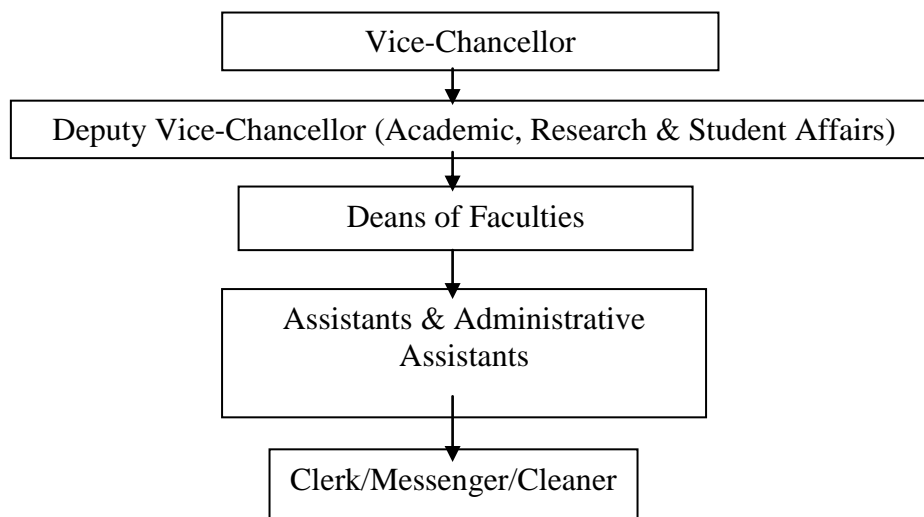 Vice-Chancellor
Deputy Vice-Chancellor (Academic, Research & Student Affairs)
Deans of Faculties
Assistants & Administrative
Assistants
Clerk/Messenger/Cleaner